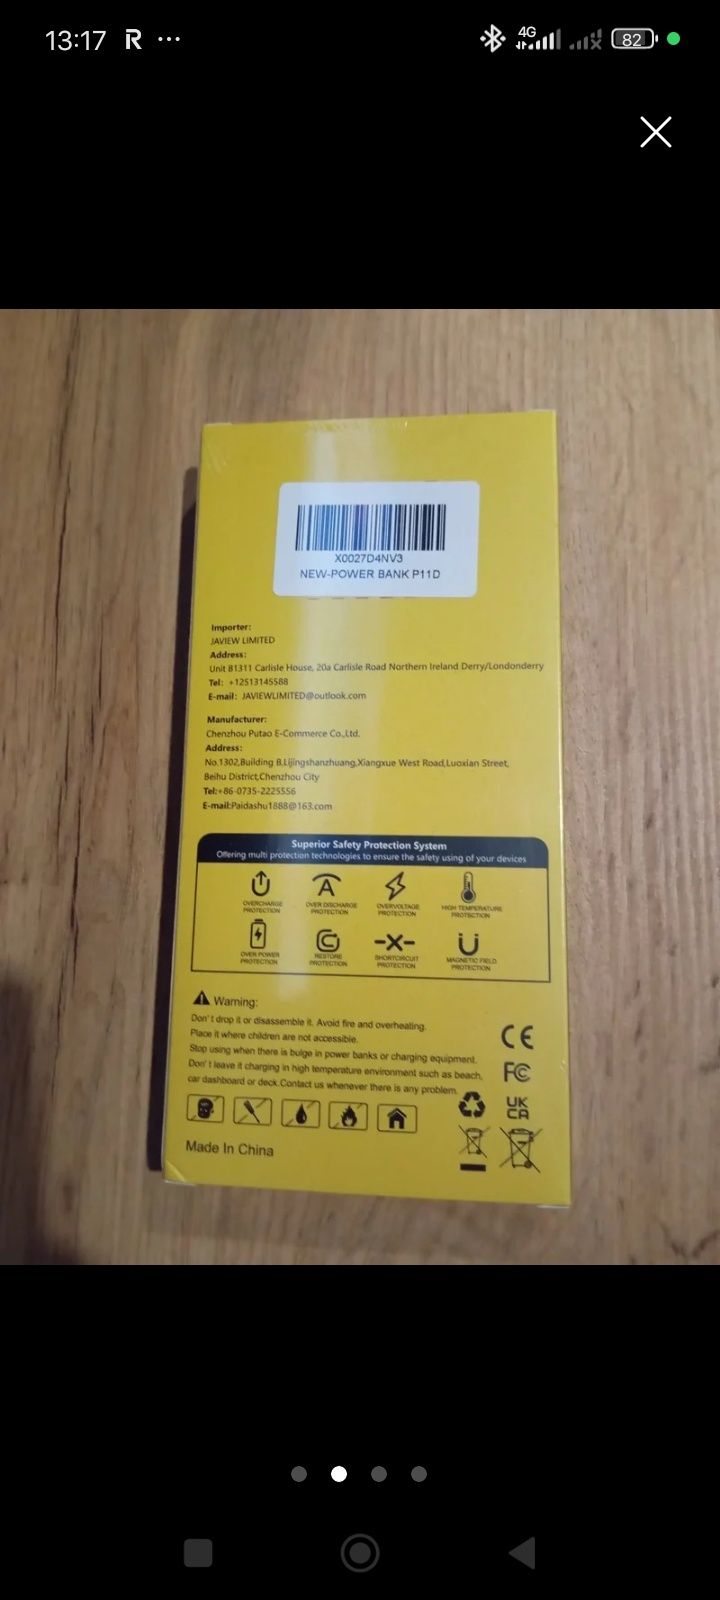 13:17 R ...
4G
82
X0027D4NV3
NEW-POWER BANK P11D
Importer:
JAVIEW LIMITED
Address:
Unit 81311 Carlisle House, 20a Carlisle Road Northern Ireland Derry/Londonderry
Tel: +12513145588
E-mail: JAVIEWLIMITED@outlook.com
Manufacturer:
Chenzhou Putao E-Commerce Co.,Ltd.
Address:
No.1302,Building B,Lijingshanzhuang,Xiangxue West Road,Luoxian Street,
Beihu District,Chenzhou City
Tel:+86-0735-2225556
E-mail:Paidashu1888@163.com
Superior Safety Protection System
Offering multi protection technologies to ensure the safety using of your devices
OVERCHARGE PROTECTION
OVER DISCHARGE PROTECTION
OVERVOLTAGE PROTECTION
HIGH TEMPERATURE PROTECTION
OVER POWER PROTECTION
RESTORE PROTECTION
SHORTCIRCUIT PROTECTION
MAGNETIC FIELD PROTECTION
Warning:
Don't drop it or disassemble it. Avoid fire and overheating.
Place it where children are not accessible.
Stop using when there is bulge in power banks or charging equipment.
Don't leave it charging in high temperature environment such as beach,
car dashboard or deck.Contact us whenever there is any problem.
CE
FC
UK
CA
Made In China